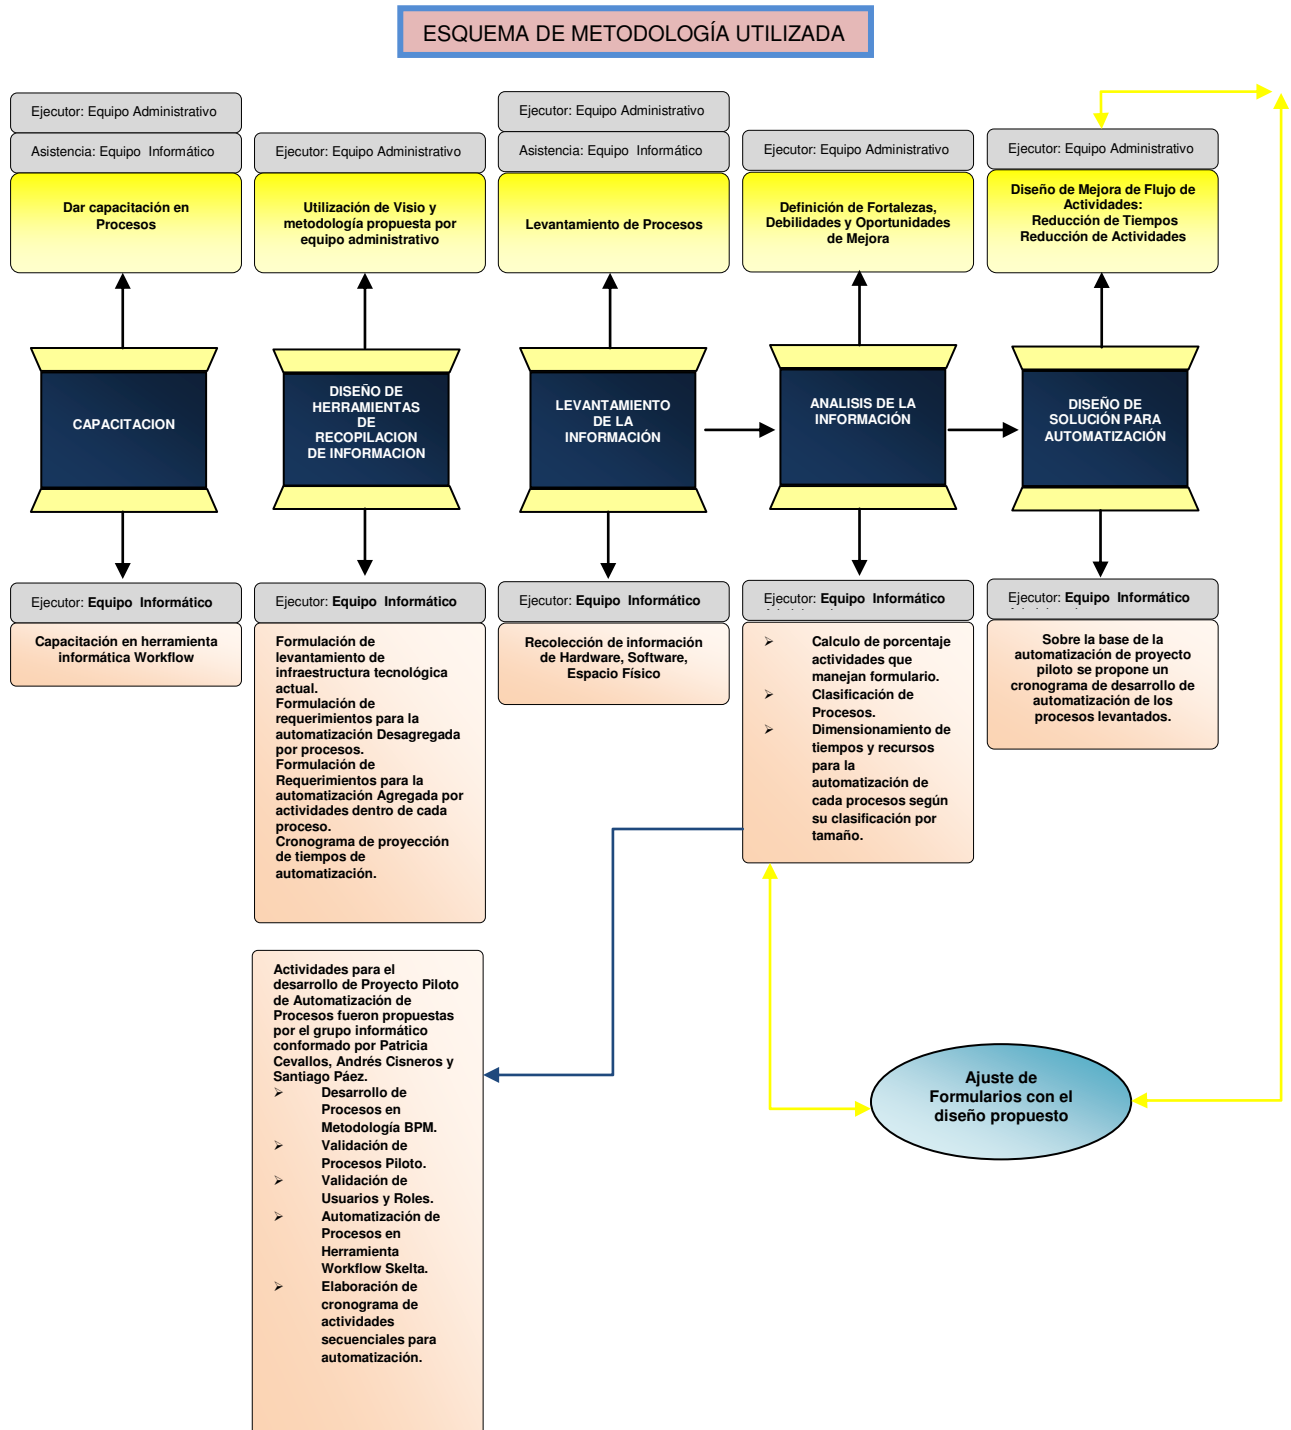 ESQUEMA DE METODOLOGÍA UTILIZADA
Ejecutor: Equipo Administrativo
Asistencia: Equipo Informático
Dar capacitación en
Procesos
Ejecutor: Equipo Administrativo
Utilización de Visio y
metodología propuesta por
equipo administrativo
Ejecutor: Equipo Administrativo
Asistencia: Equipo Informático
Levantamiento de Procesos
Ejecutor: Equipo Administrativo
Definición de Fortalezas,
Debilidades y Oportunidades
de Mejora
Ejecutor: Equipo Administrativo
Diseño de Mejora de Flujo de
Actividades:
Reducción de Tiempos
Reducción de Actividades
CAPACITACION
DISEÑO DE
HERRAMIENTAS
DE
RECOPILACION
DE INFORMACION
LEVANTAMIENTO
DE LA
INFORMACIÓN
ANALISIS DE LA
INFORMACIÓN
DISEÑO DE
SOLUCIÓN PARA
AUTOMATIZACIÓN
Ejecutor: Equipo Informático
Capacitación en herramienta
informática Workflow
Ejecutor: Equipo Informático
Formulación de
levantamiento de
infraestructura tecnológica
actual.
Formulación de
requerimientos para la
automatización Desagregada
por procesos.
Formulación de
Requerimientos para la
automatización Agregada por
actividades dentro de cada
proceso.
Cronograma de proyección
de tiempos de
automatización.
Ejecutor: Equipo Informático
Recolección de información
de Hardware, Software,
Espacio Físico
Ejecutor: Equipo Informático
➢ Calculo de porcentaje
actividades que
manejan formulario.
➢ Clasificación de
Procesos.
➢ Dimensionamiento de
tiempos y recursos
para la
automatización de
cada procesos según
su clasificación por
tamaño.
Ejecutor: Equipo Informático
Sobre la base de la
automatización de proyecto
piloto se propone un
cronograma de desarrollo de
automatización de los
procesos levantados.
Actividades para el
desarrollo de Proyecto Piloto
de Automatización de
Procesos fueron propuestas
por el grupo informático
conformado por Patricia
Cevallos, Andrés Cisneros y
Santiago Páez.
➢ Desarrollo de
Procesos en
Metodología BPM.
➢ Validación de
Procesos Piloto.
➢ Validación de
Usuarios y Roles.
➢ Automatización de
Procesos en
Herramienta
Workflow Skelta.
➢ Elaboración de
cronograma de
actividades
secuenciales para
automatización.
Ajuste de
Formularios con el
diseño propuesto